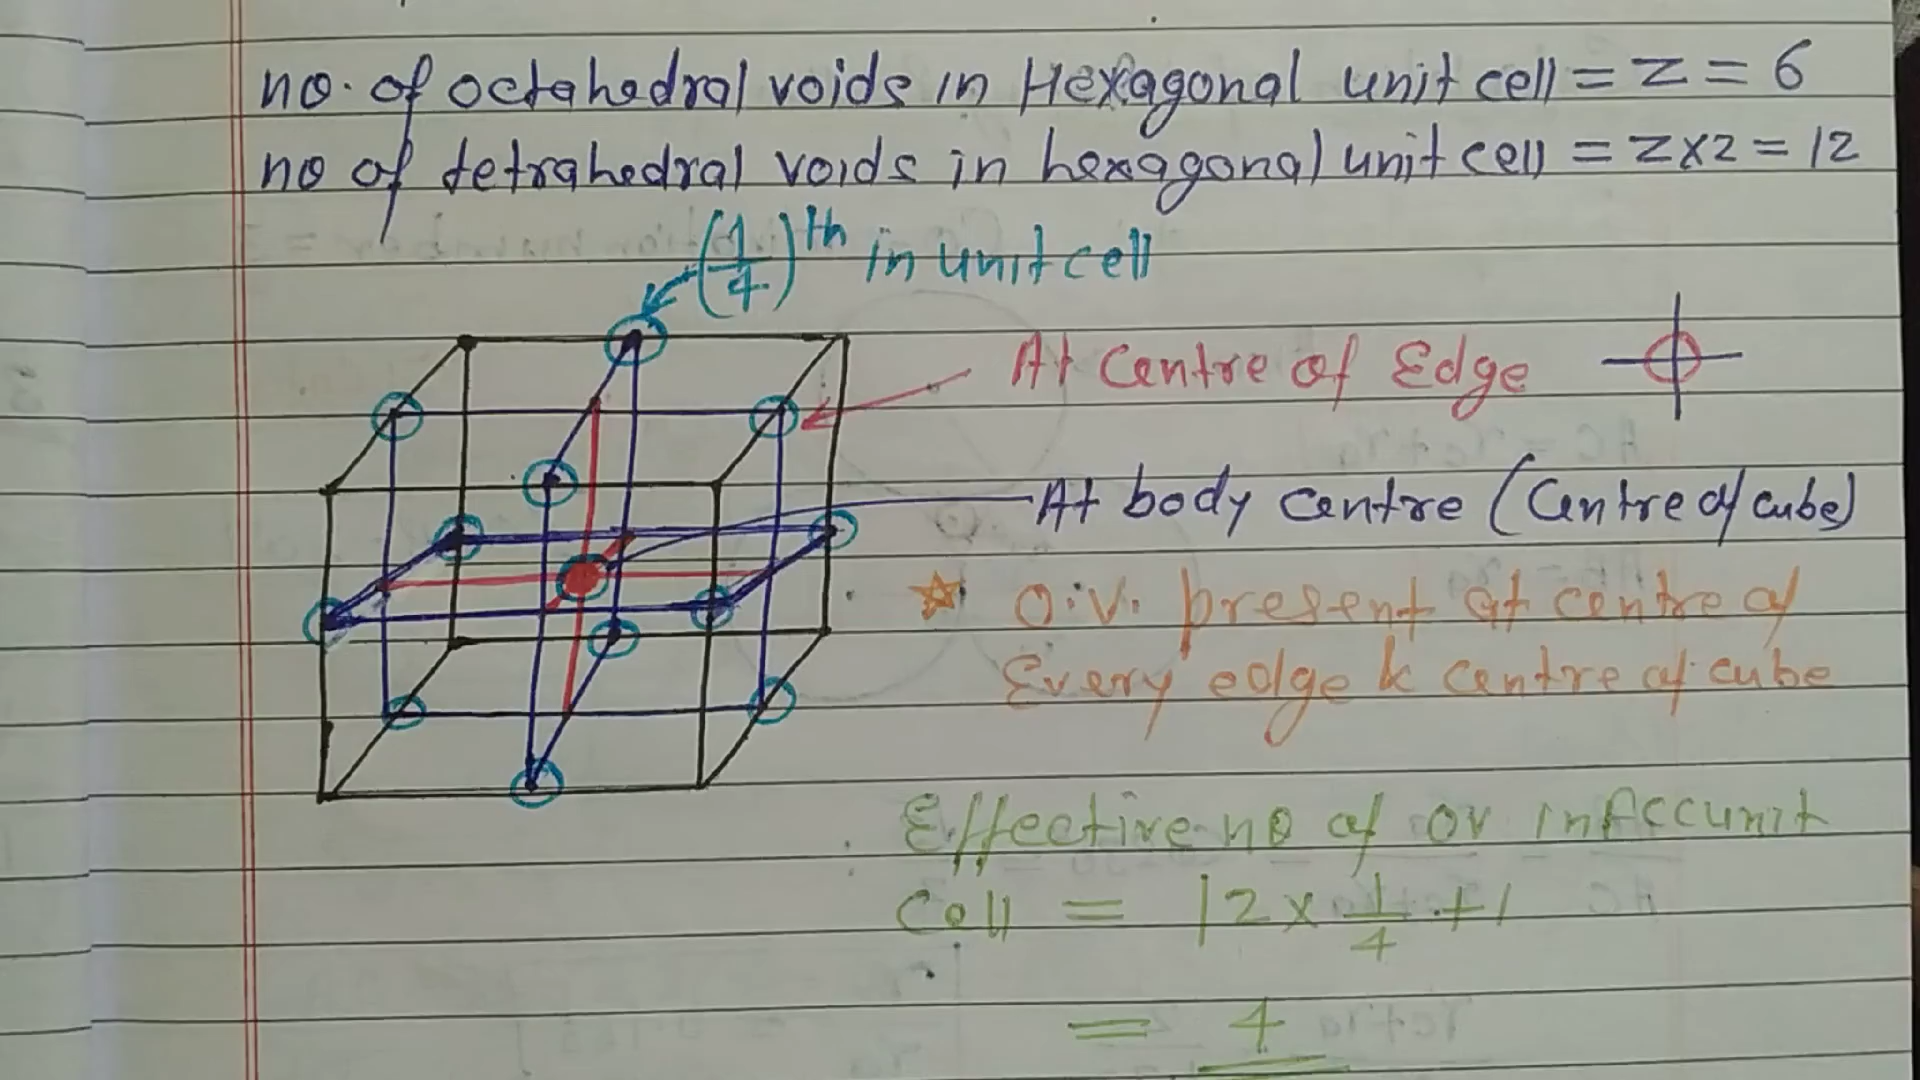 no. of octahedral voids in Hexagonal unit cell = Z = 6
no of tetrahedral voids in hexagonal unit cell = Z x 2 = 12
(1/4)th in unit cell
At Centre of Edge
At body centre (Centre of cube)
☆ O.V. present at centre of
Every edge & centre of cube
Effective no of OV in fcc unit
Cell = 12 x 1/4 + 1
= 4